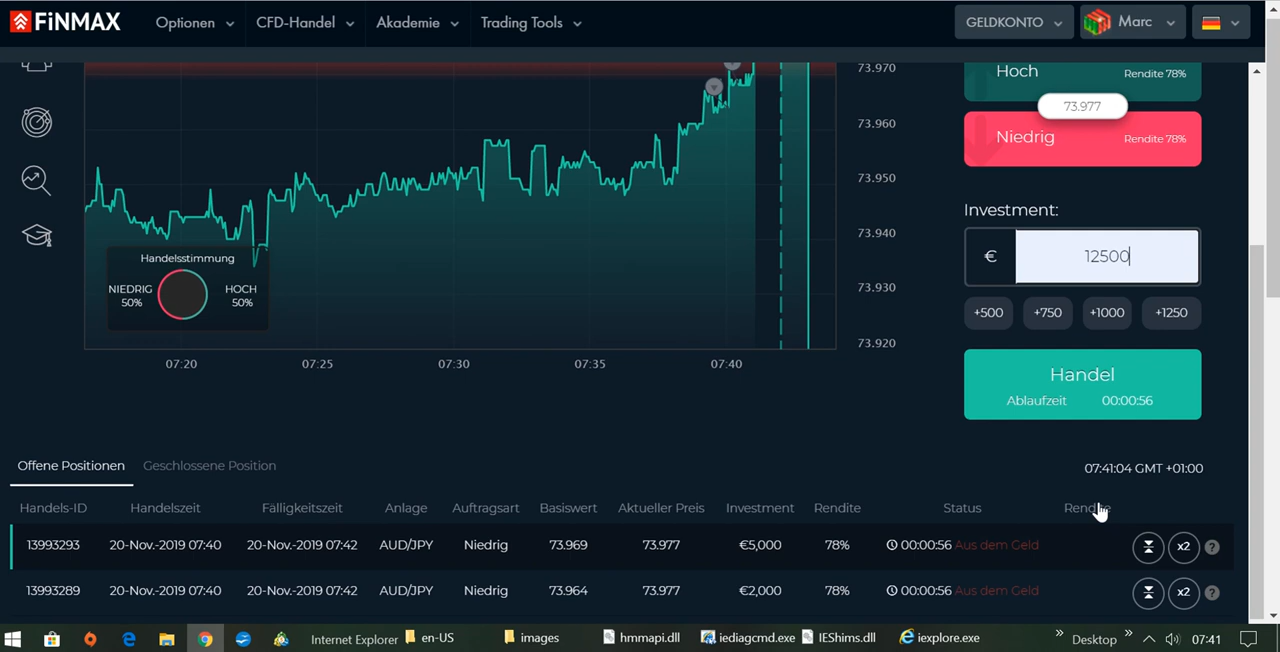 FiNMAX Optionen CFD-Handel Akademie Trading Tools GELDKONTO Marc
73.970
Hoch Rendite 78%
73.977
Niedrig Rendite 78%
73.960
73.950
73.940
73.930
73.920
Handelsstimmung
NIEDRIG 50% HOCH 50%
07:20 07:25 07:30 07:35 07:40
Investment:
€ 12500
+500 +750 +1000 +1250
Handel
Ablaufzeit 00:00:56
Offene Positionen Geschlossene Position 07:41:04 GMT +01:00
Handels-ID Handelszeit Fälligkeitszeit Anlage Auftragsart Basiswert Aktueller Preis Investment Rendite Status Rendite
13993293 20-Nov.-2019 07:40 20-Nov.-2019 07:42 AUD/JPY Niedrig 73.969 73.977 €5,000 78% 00:00:56 Aus dem Geld x2 ?
13993289 20-Nov.-2019 07:40 20-Nov.-2019 07:42 AUD/JPY Niedrig 73.964 73.977 €2,000 78% 00:00:56 Aus dem Geld x2 ?
Internet Explorer en-US images hmmapi.dll iediagcmd.exe IEShims.dll iexplore.exe » Desktop » 07:41